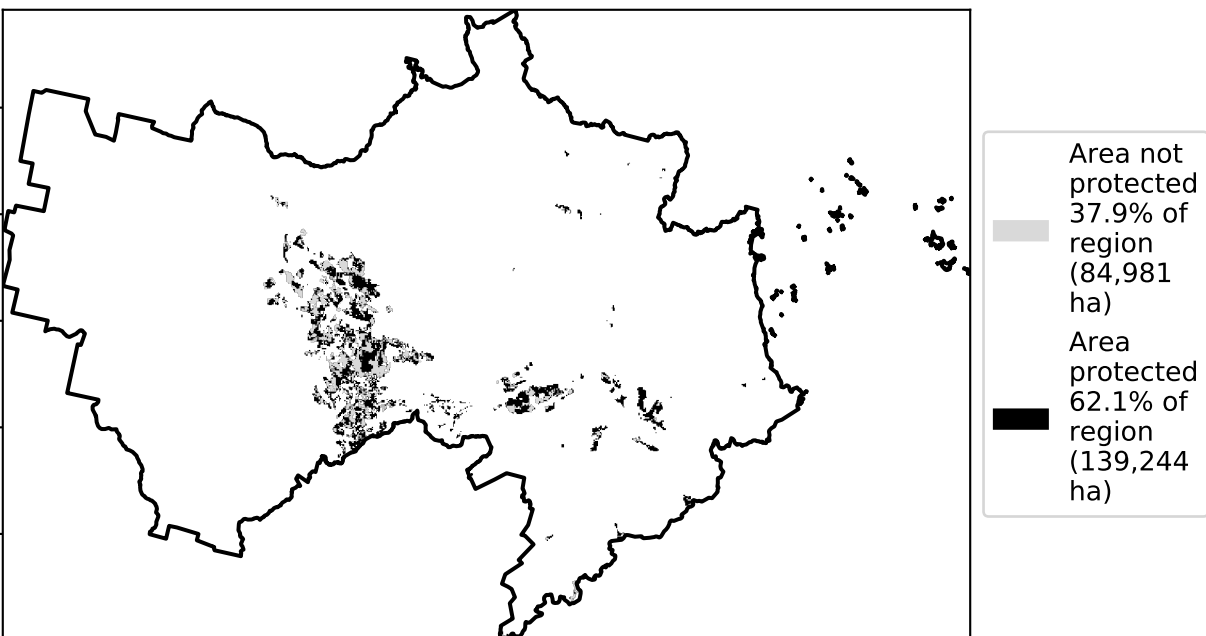 Area not
protected
37.9% of
region
(84,981
ha)
Area
protected
62.1% of
region
(139,244
ha)